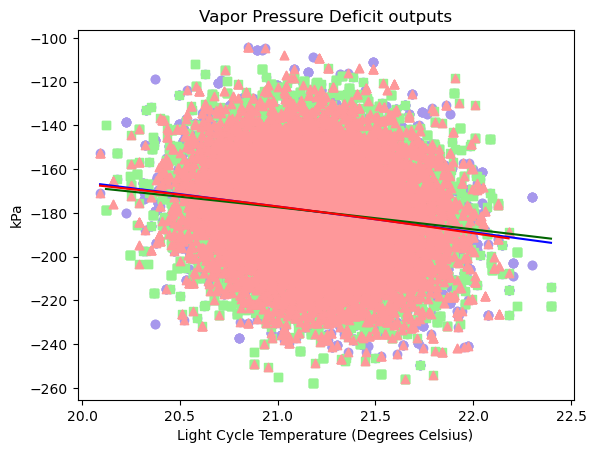 Vapor Pressure Deficit outputs
kPa
−100
−120
−140
−160
−180
−200
−220
−240
−260
20.0 20.5 21.0 21.5 22.0 22.5
Light Cycle Temperature (Degrees Celsius)